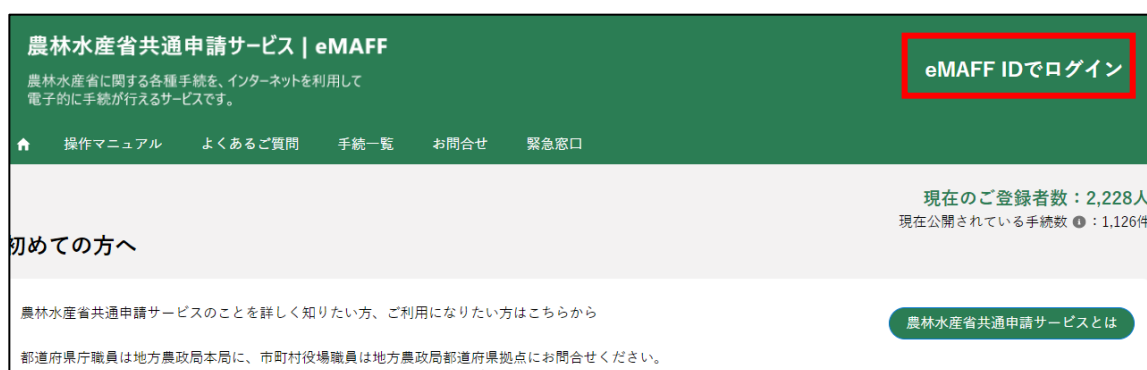 農林水産省共通申請サービス | eMAFF
農林水産省に関する各種手続を、インターネットを利用して
電子的に手続が行えるサービスです。
eMAFF IDでログイン
操作マニュアル よくあるご質問 手続一覧 お問合せ 緊急窓口
現在のご登録者数：2,228人
現在公開されている手続数 ：1,126件
初めての方へ
農林水産省共通申請サービスのことを詳しく知りたい方、ご利用になりたい方はこちらから
農林水産省共通申請サービスとは
都道府県庁職員は地方農政局本局に、市町村役場職員は地方農政局都道府県拠点にお問合せください。